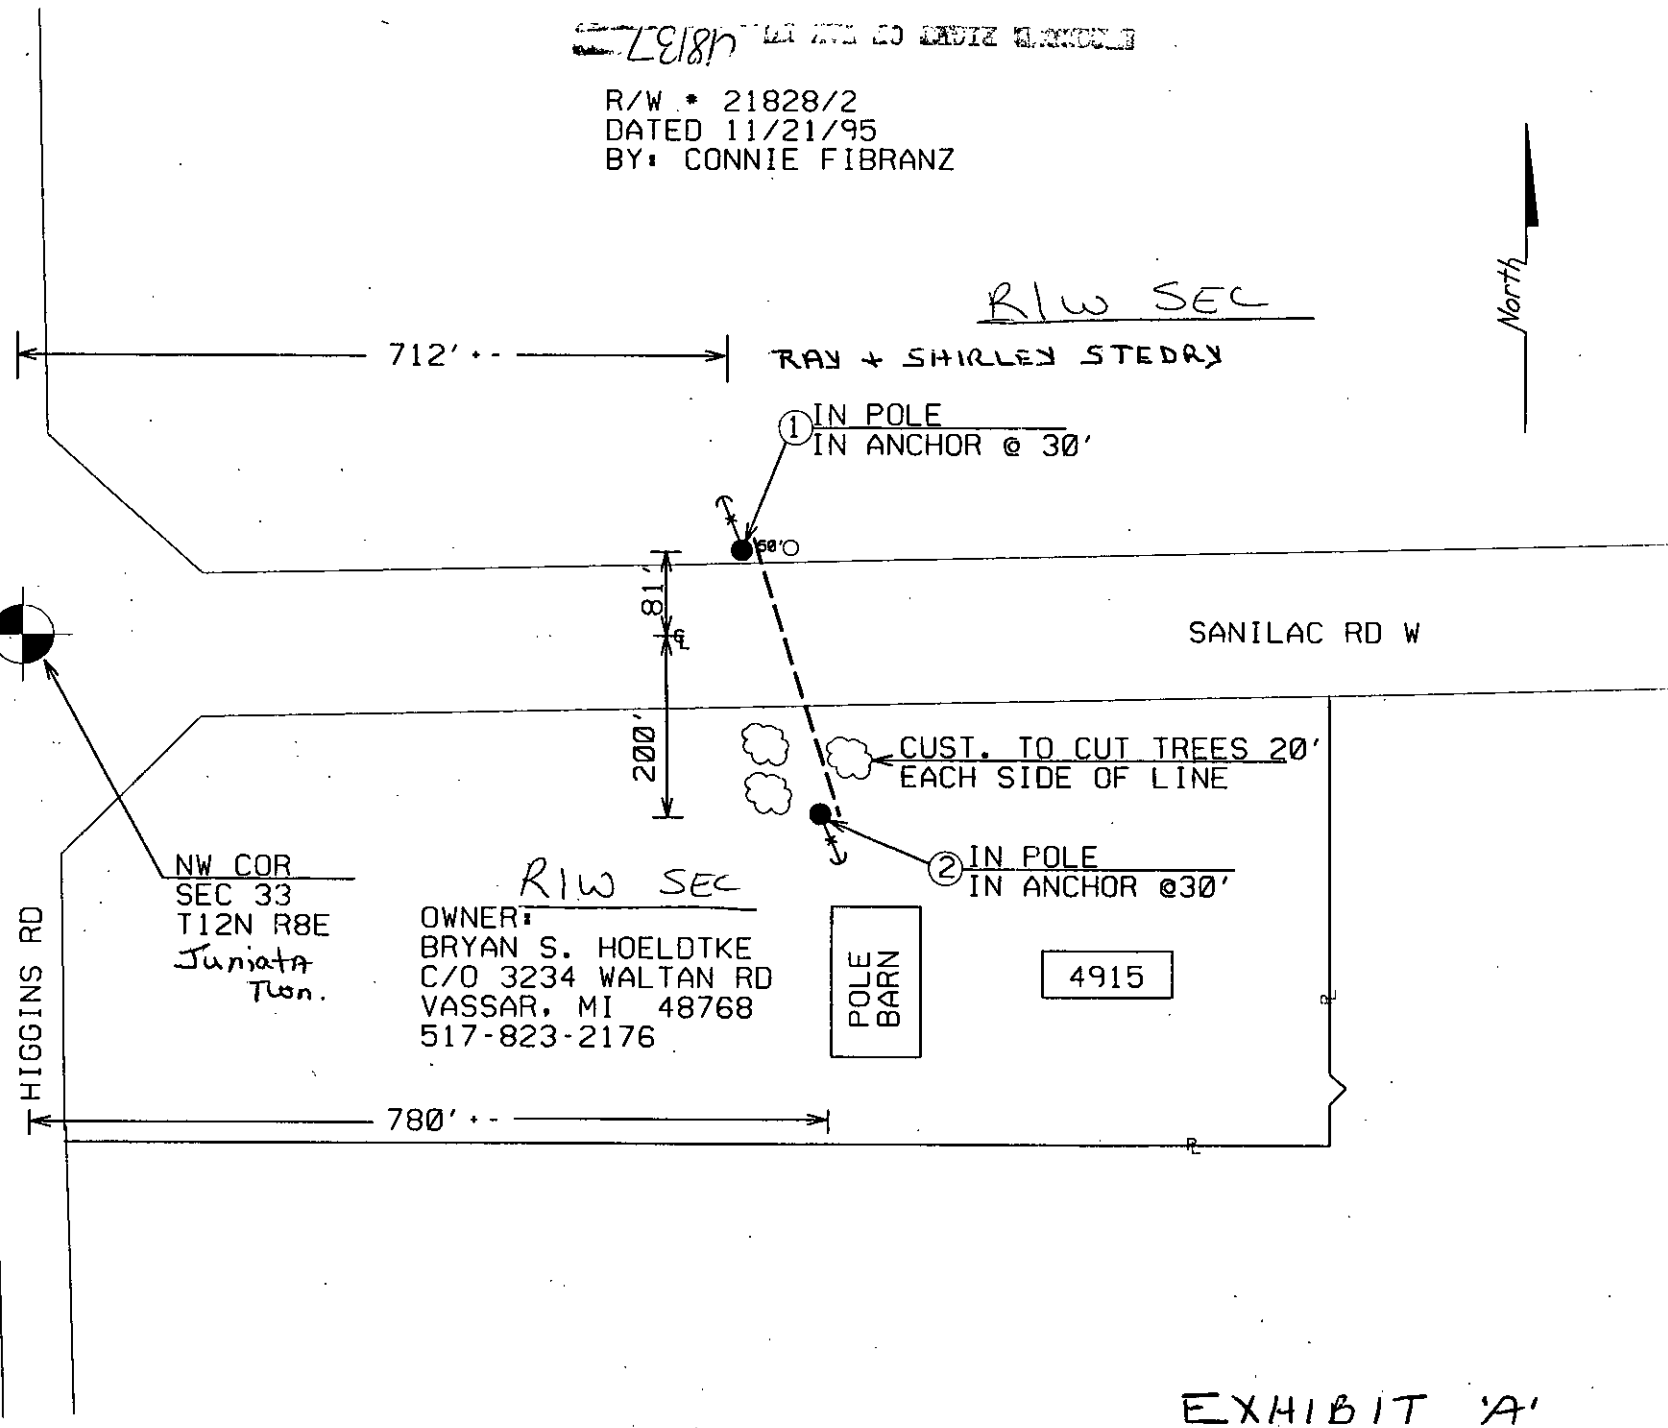 R/W • 21828/2
DATED 11/21/95
BY: CONNIE FIBRANZ
North
R/W SEC
712' + -
RAY + SHIRLEY STEDRY
1
IN POLE
IN ANCHOR @ 30'
81'
SANILAC RD W
200'
CUST. TO CUT TREES 20'
EACH SIDE OF LINE
2
IN POLE
IN ANCHOR @30'
NW COR
SEC 33
T12N R8E
Juniata
Twn.
R/W SEC
OWNER:
BRYAN S. HOELDTKE
C/O 3234 WALTAN RD
VASSAR, MI 48768
517-823-2176
POLE
BARN
4915
HIGGINS RD
780' + -
EXHIBIT 'A'